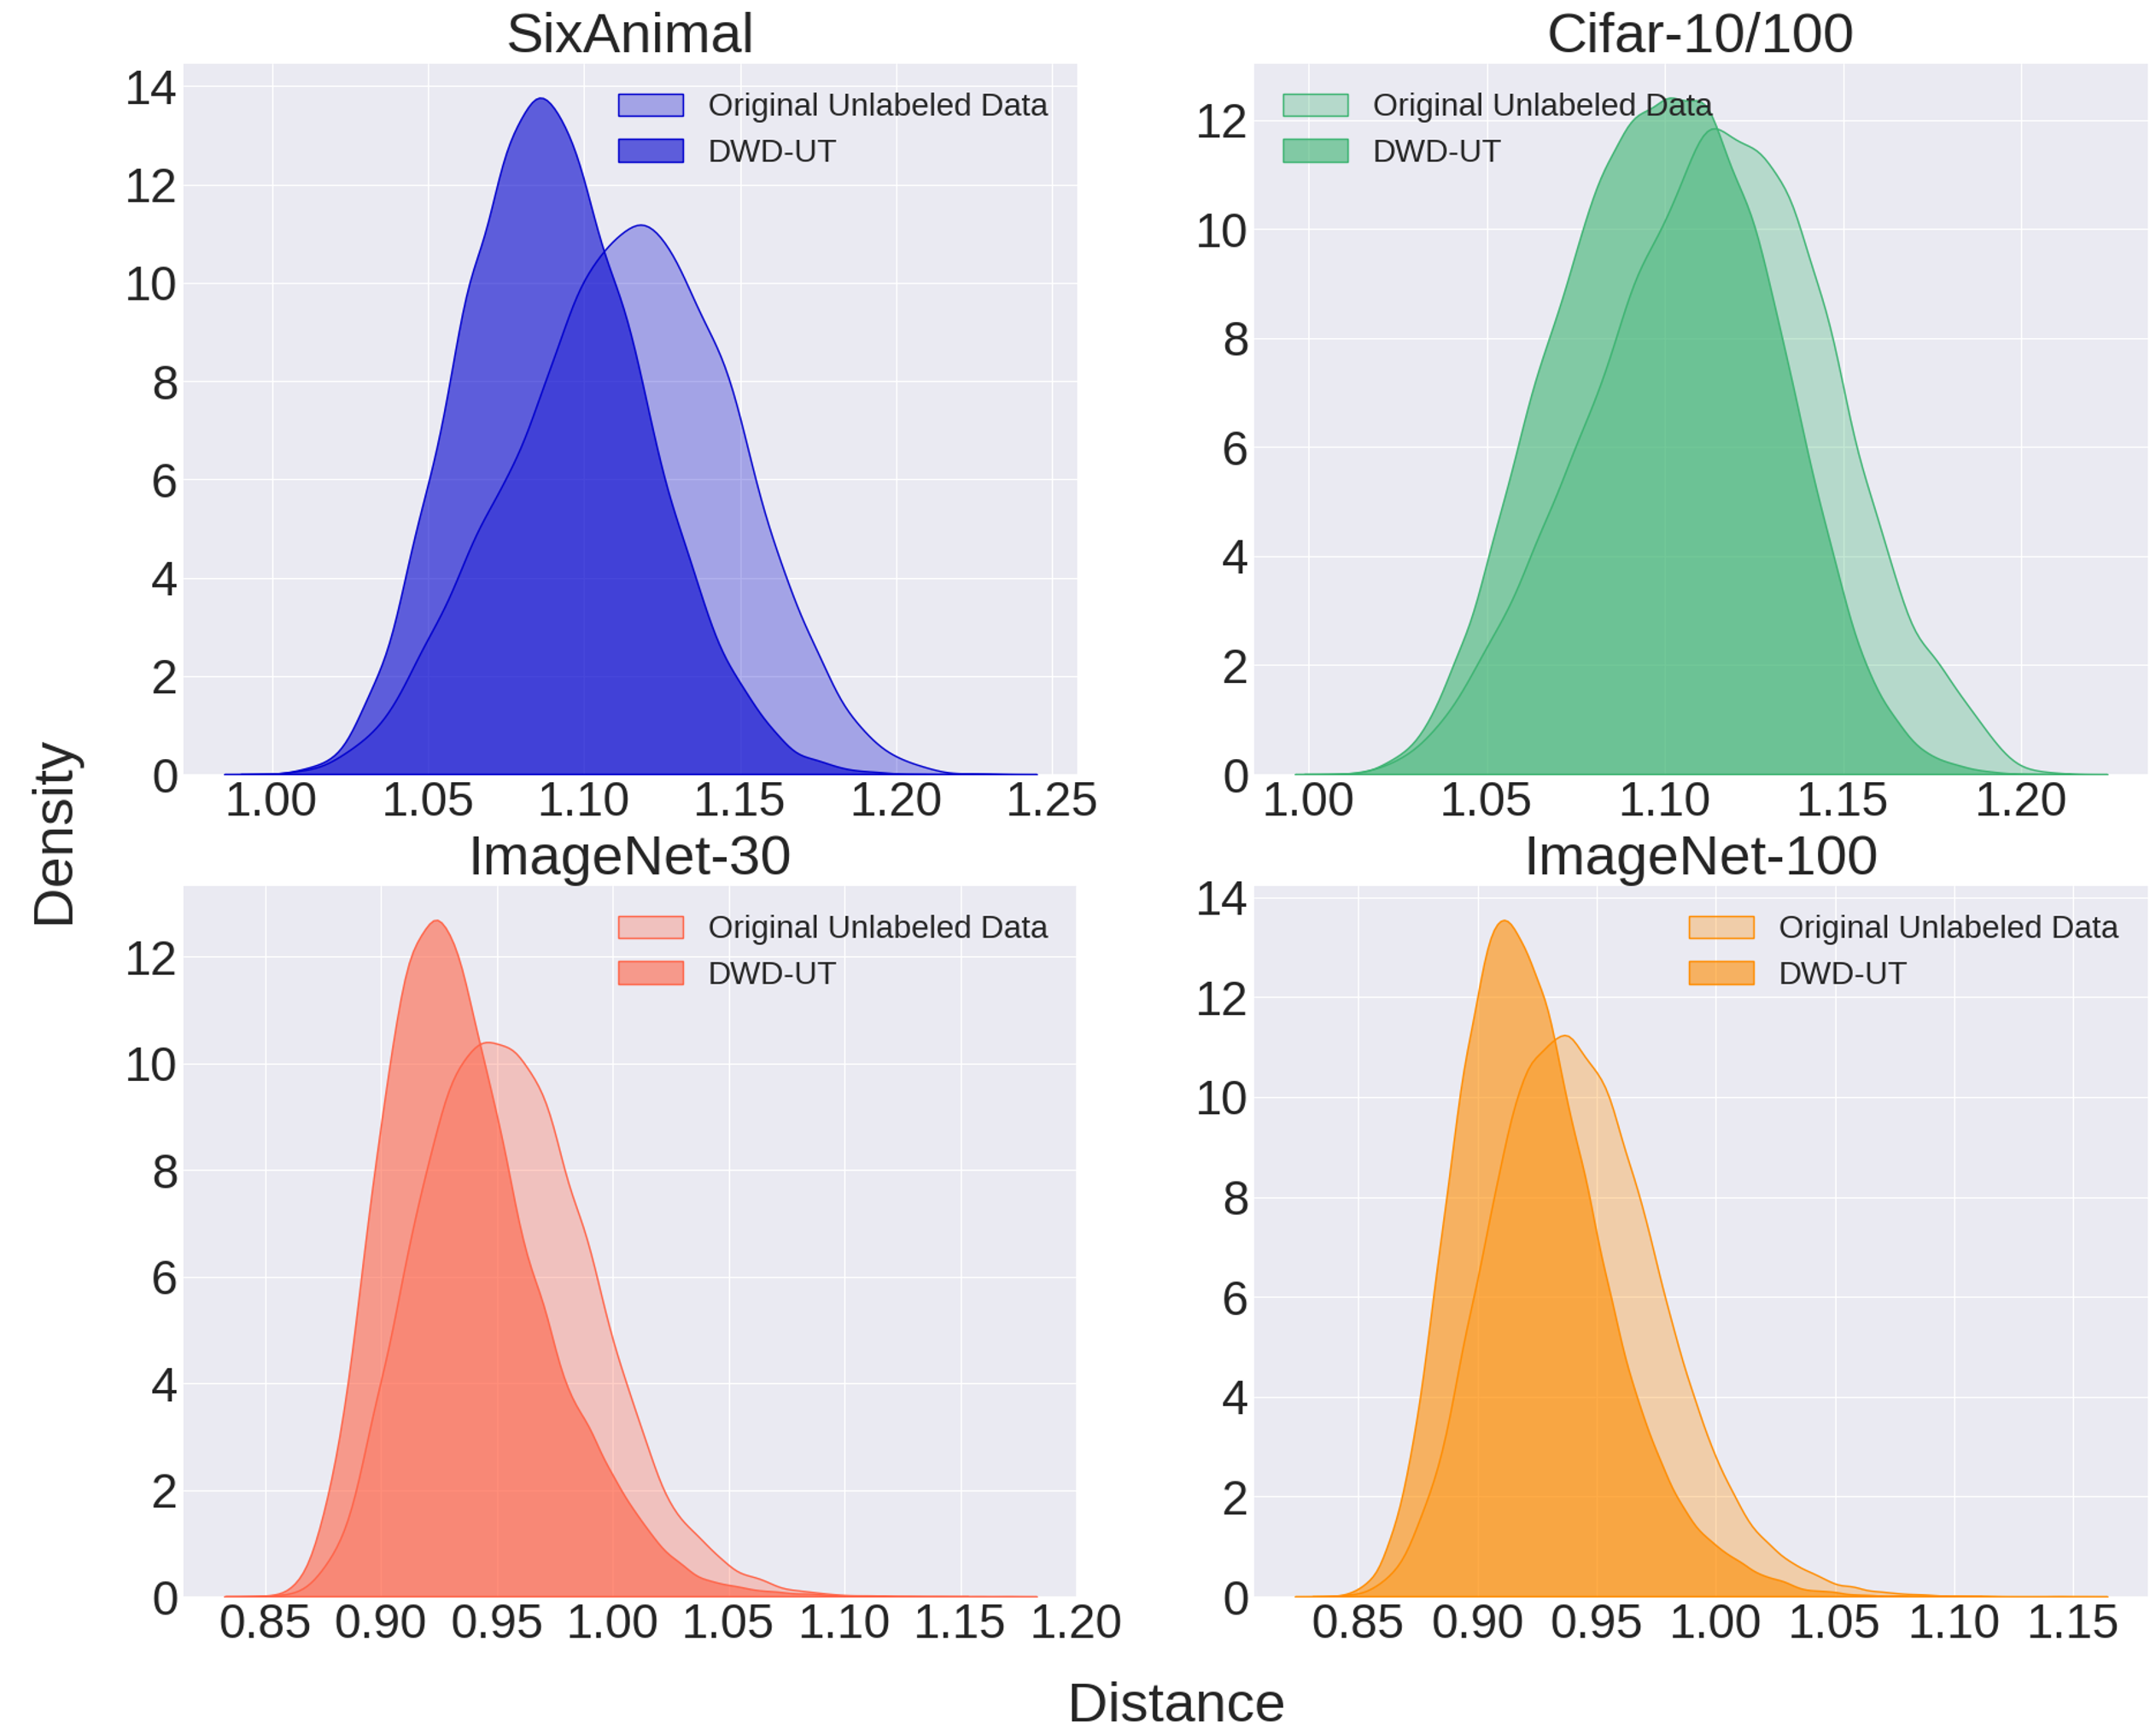 SixAnimal
14
12
10
8
6
4
2
0
1.00 1.05 1.10 1.15 1.20 1.25
Original Unlabeled Data
DWD-UT
Cifar-10/100
12
10
8
6
4
2
0
1.00 1.05 1.10 1.15 1.20
Original Unlabeled Data
DWD-UT
Density
ImageNet-30
12
10
8
6
4
2
0
0.85 0.90 0.95 1.00 1.05 1.10 1.15 1.20
Original Unlabeled Data
DWD-UT
ImageNet-100
14
12
10
8
6
4
2
0
0.85 0.90 0.95 1.00 1.05 1.10 1.15
Original Unlabeled Data
DWD-UT
Distance